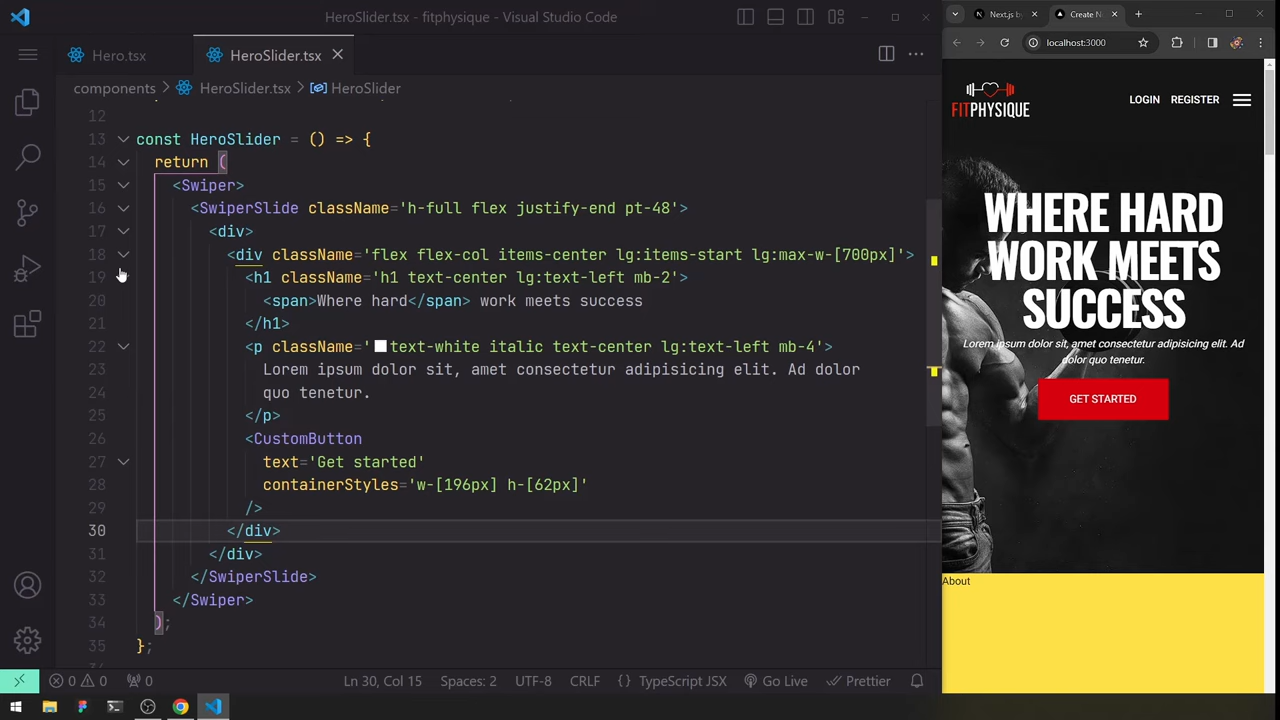 HeroSlider.tsx - fitphysique - Visual Studio Code
Hero.tsx
HeroSlider.tsx
components > HeroSlider.tsx > HeroSlider
12
13 const HeroSlider = () => {
14 return (
15 <Swiper>
16 <SwiperSlide className='h-full flex justify-end pt-48'>
17 <div>
18 <div className='flex flex-col items-center lg:items-start lg:max-w-[700px]'>
19 <h1 className='h1 text-center lg:text-left mb-2'>
20 <span>Where hard</span> work meets success
21 </h1>
22 <p className='text-white italic text-center lg:text-left mb-4'>
23 Lorem ipsum dolor sit, amet consectetur adipisicing elit. Ad dolor
24 quo tenetur.
25 </p>
26 <CustomButton
27 text='Get started'
28 containerStyles='w-[196px] h-[62px]'
29 />
30 </div>
31 </div>
32 </SwiperSlide>
33 </Swiper>
34 );
35 };
0 0 0
Ln 30, Col 15
Spaces: 2
UTF-8
CRLF
{} TypeScript JSX
Go Live
Prettier
Next.js by
Create N
localhost:3000
FITPHYSIQUE
LOGIN
REGISTER
WHERE HARD
WORK MEETS
SUCCESS
Lorem ipsum dolor sit, amet consectetur adipisicing elit. Ad
dolor quo tenetur.
GET STARTED
About